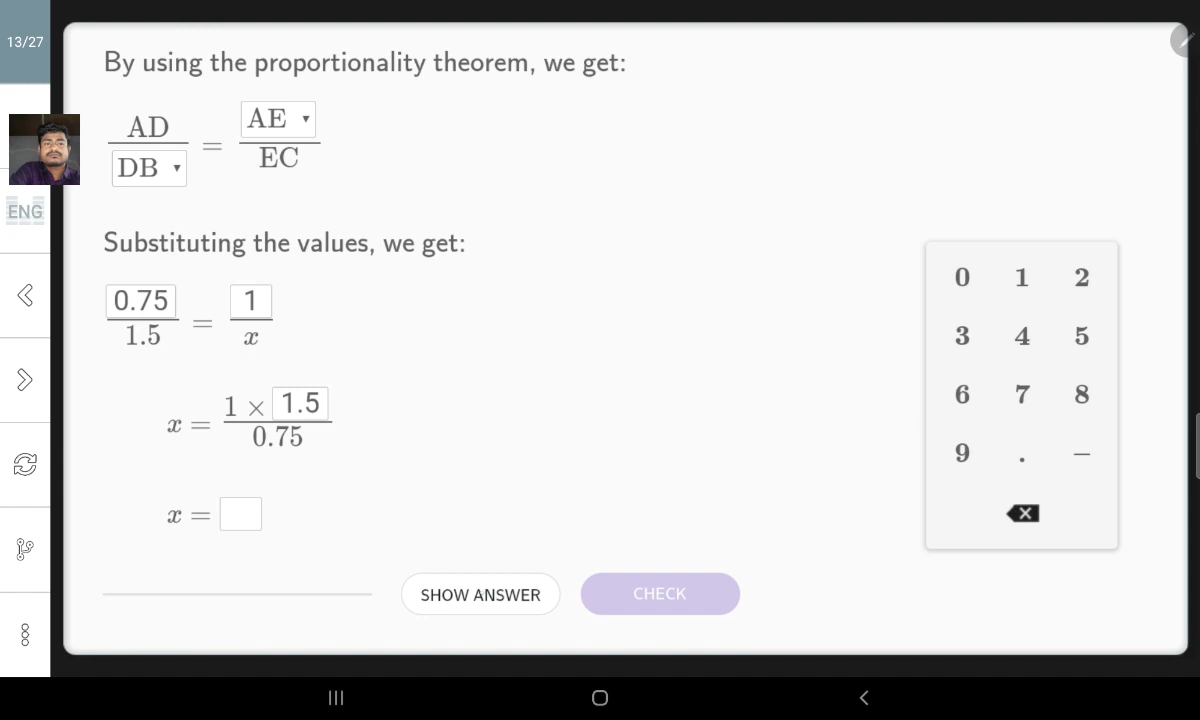 13/27
By using the proportionality theorem, we get:
AD
DB
=
AE
EC
ENG
Substituting the values, we get:
0.75
1.5
=
1
x
x =
1 × 1.5
0.75
x =
0 1 2
3 4 5
6 7 8
9 . −
SHOW ANSWER
CHECK